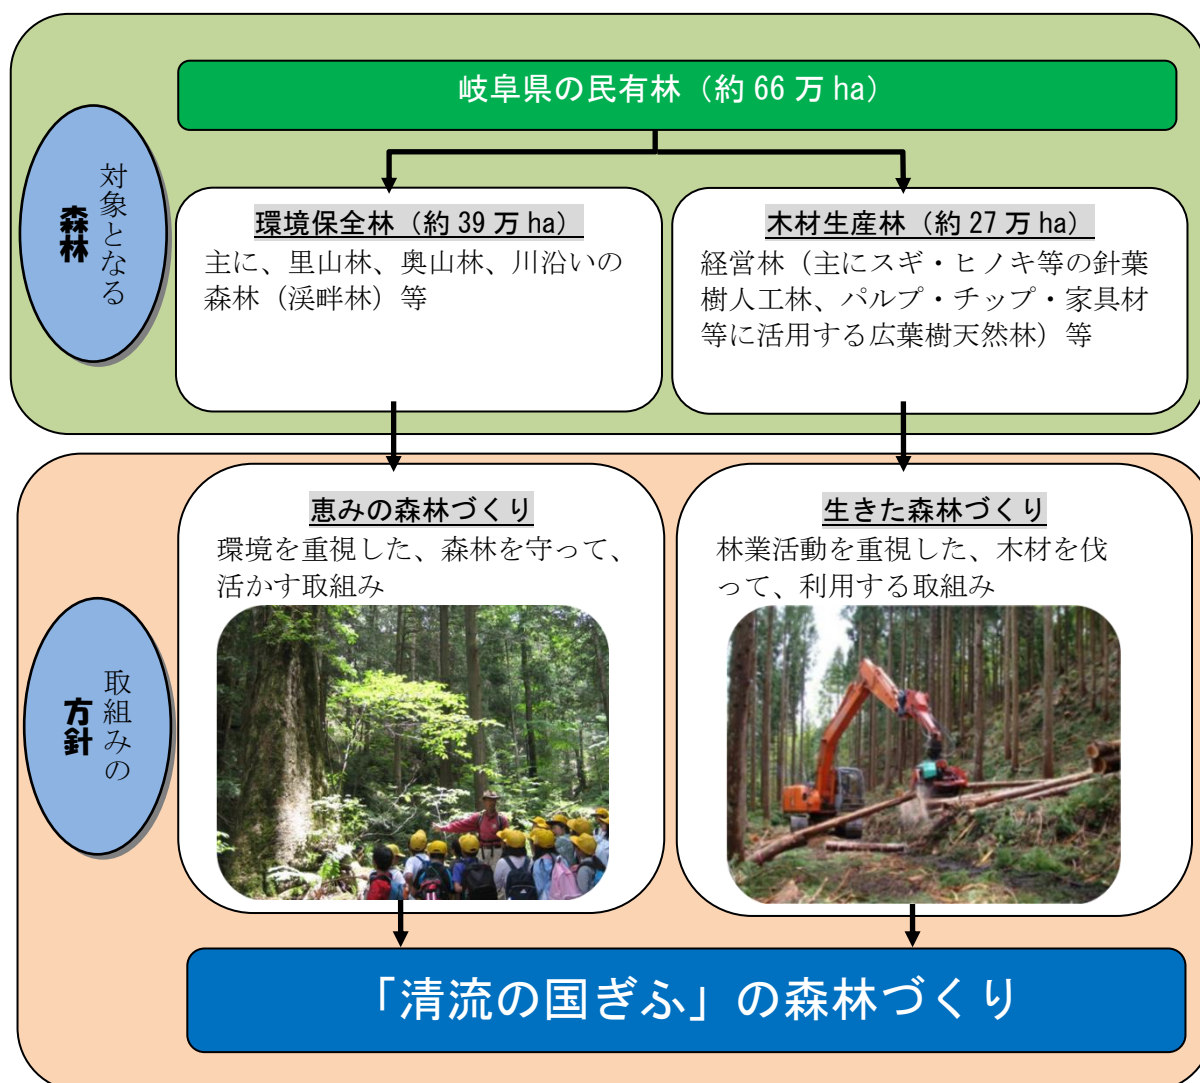 岐阜県の民有林（約 66 万 ha）
対象となる
森林
環境保全林（約 39 万 ha）
主に、里山林、奥山林、川沿いの
森林（渓畔林）等
木材生産林（約 27 万 ha）
経営林（主にスギ・ヒノキ等の針葉
樹人工林、パルプ・チップ・家具材
等に活用する広葉樹天然林）等
取組みの
方針
恵みの森林づくり
環境を重視した、森林を守って、
活かす取組み
生きた森林づくり
林業活動を重視した、木材を伐
って、利用する取組み
「清流の国ぎふ」の森林づくり